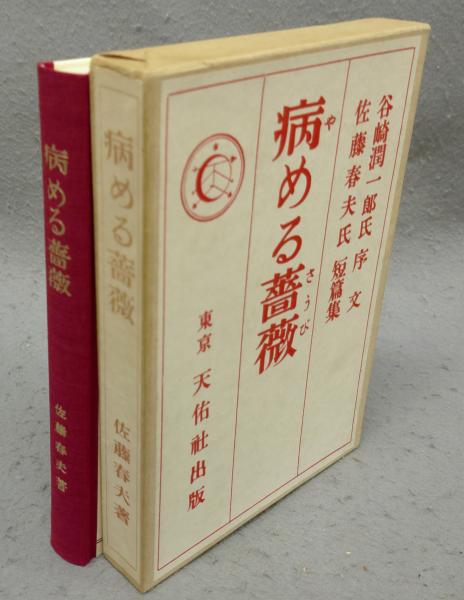 谷崎潤一郎氏 序文
佐藤春夫氏 短篇集
病める薔薇
や
さうび
東京 天佑社出版
病める薔薇
佐藤春夫著
病める薔薇
佐藤春夫著